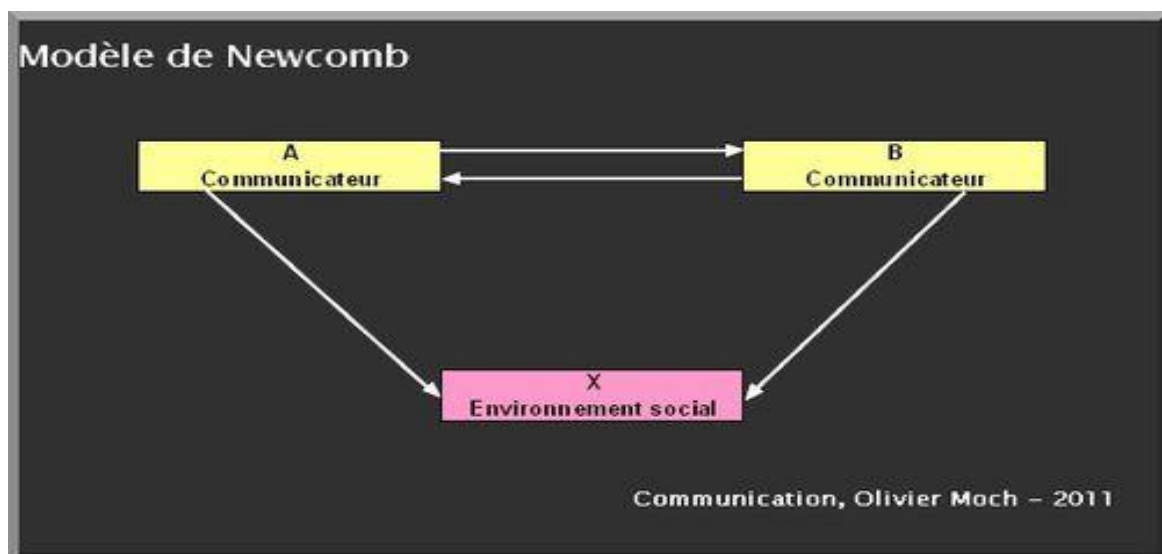 Modèle de Newcomb
A
Communicateur
B
Communicateur
X
Environnement social
Communication, Olivier Moch – 2011